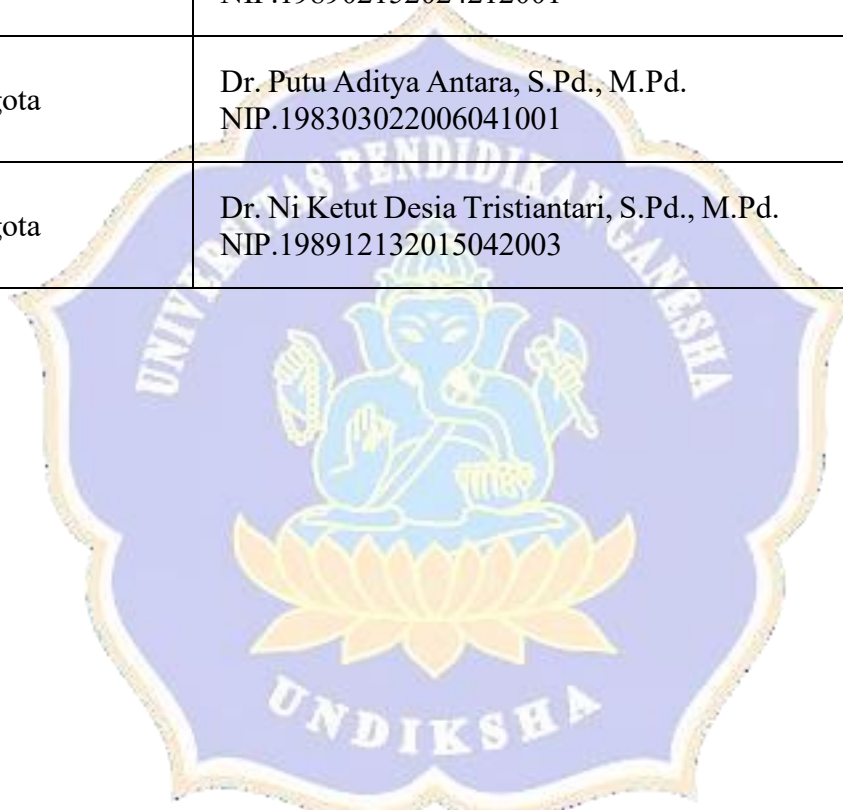 gota
Dr. Putu Aditya Antara, S.Pd., M.Pd.
NIP.198303022006041001
gota
Dr. Ni Ketut Desia Tristiantari, S.Pd., M.Pd.
NIP.198912132015042003
UNIVERSITAS PENDIDIKAN GANESHA
UNDIKSHA